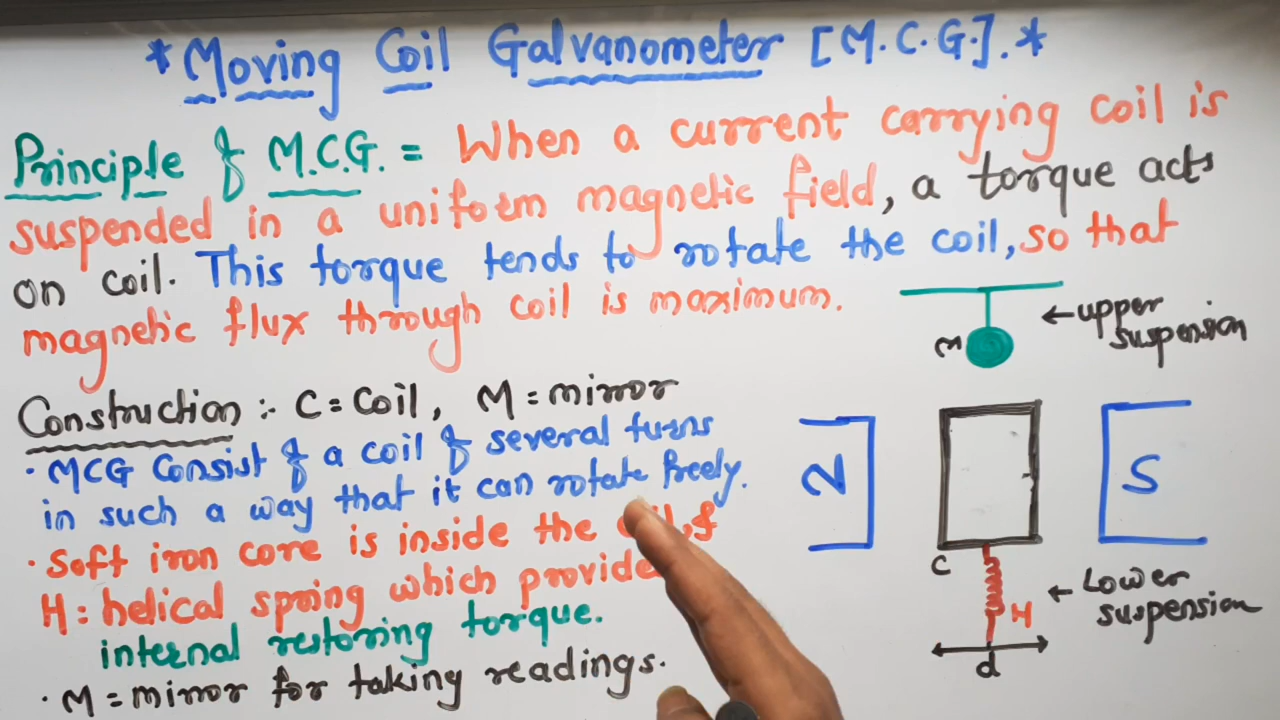 * Moving Coil Galvanometer [M.C.G.]. *
Principle of M.C.G. = When a current carrying coil is
suspended in a uniform magnetic field, a torque acts
on coil. This torque tends to rotate the coil, so that
magnetic flux through coil is maximum.
Construction :- C = Coil, M = mirror
• MCG Consist of a coil of several turns
in such a way that it can rotate freely.
• Soft iron core is inside the coil, &
H = helical spring which provide
internal restoring torque.
• M = mirror for taking readings.
← upper
suspension
M
N
S
C
← Lower
suspension
H
d